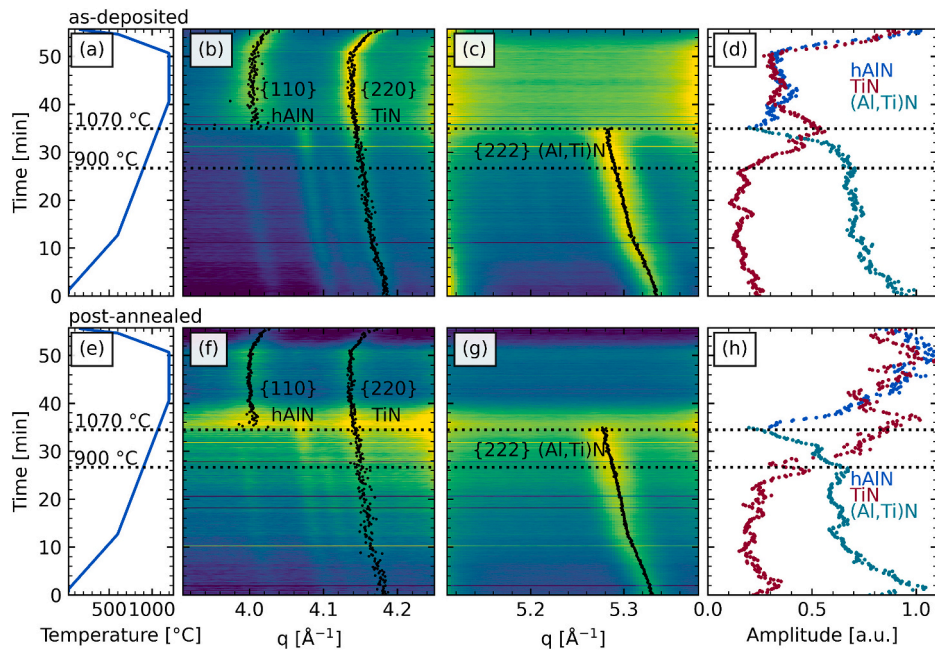 as-deposited
(a)
(b)
(c)
(d)
50
40
30
20
10
0
Time [min]
1070 °C
900 °C
{110}
hAlN
{220}
TiN
{222} (Al,Ti)N
hAlN
TiN
(Al,Ti)N
post-annealed
(e)
(f)
(g)
(h)
50
40
30
20
10
0
Time [min]
1070 °C
900 °C
{110}
hAlN
{220}
TiN
{222} (Al,Ti)N
hAlN
TiN
(Al,Ti)N
500 1000
4.0 4.1 4.2
5.2 5.3
0.0 0.5 1.0
Temperature [°C]
q [Å⁻¹]
q [Å⁻¹]
Amplitude [a.u.]